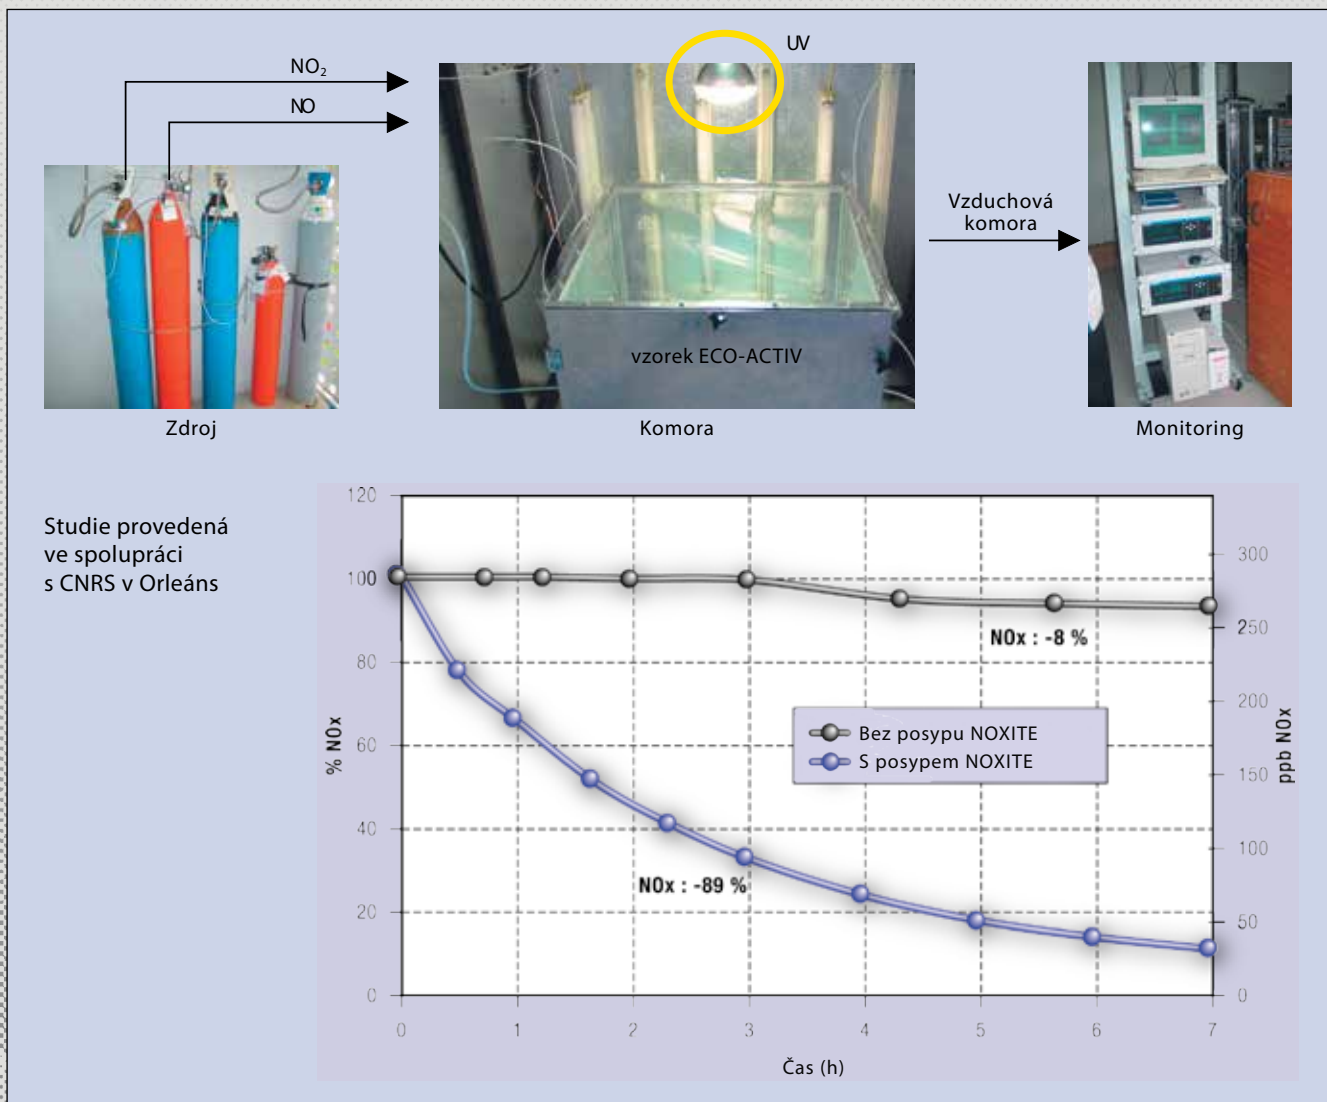 NO₂
NO
UV
Vzduchová
komora
vzorek ECO-ACTIV
Zdroj
Komora
Monitoring
Studie provedená
ve spolupráci
s CNRS v Orleáns
120
100
80
60
40
20
0
% NOx
300
250
200
150
100
50
0
ppb NOx
NOx : -8 %
Bez posypu NOXITE
S posypem NOXITE
NOx : -89 %
0 1 2 3 4 5 6 7
Čas (h)